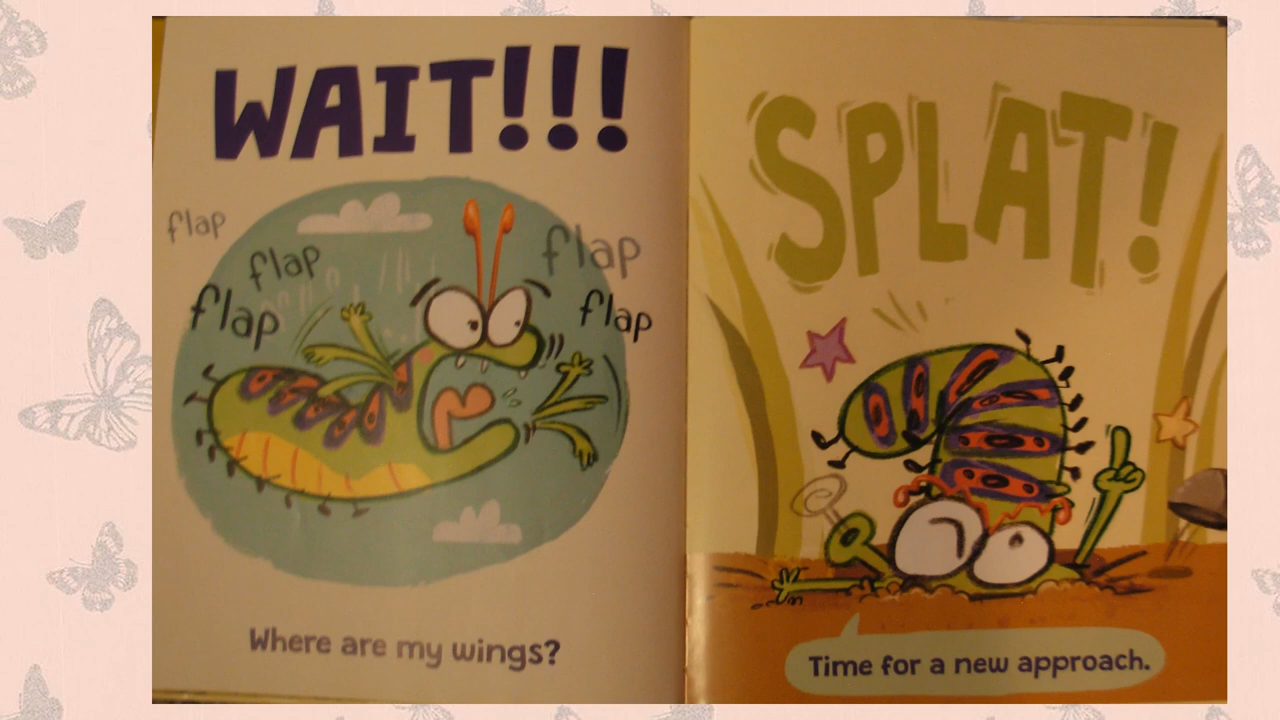 WAIT!!!
flap
flap
flap
flap
flap
Where are my wings?
SPLAT!
Time for a new approach.